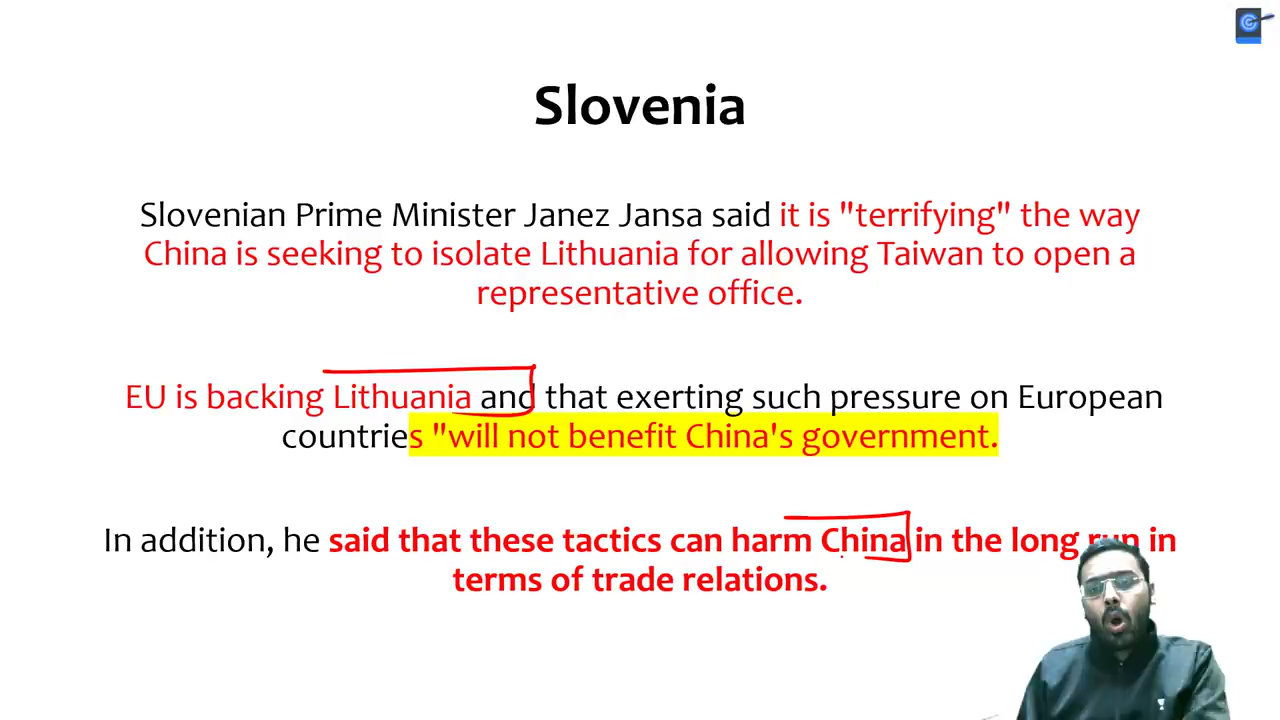 Slovenia
Slovenian Prime Minister Janez Jansa said it is "terrifying" the way
China is seeking to isolate Lithuania for allowing Taiwan to open a
representative office.
EU is backing Lithuania and that exerting such pressure on European
countries "will not benefit China's government.
In addition, he said that these tactics can harm China in the long run in
terms of trade relations.